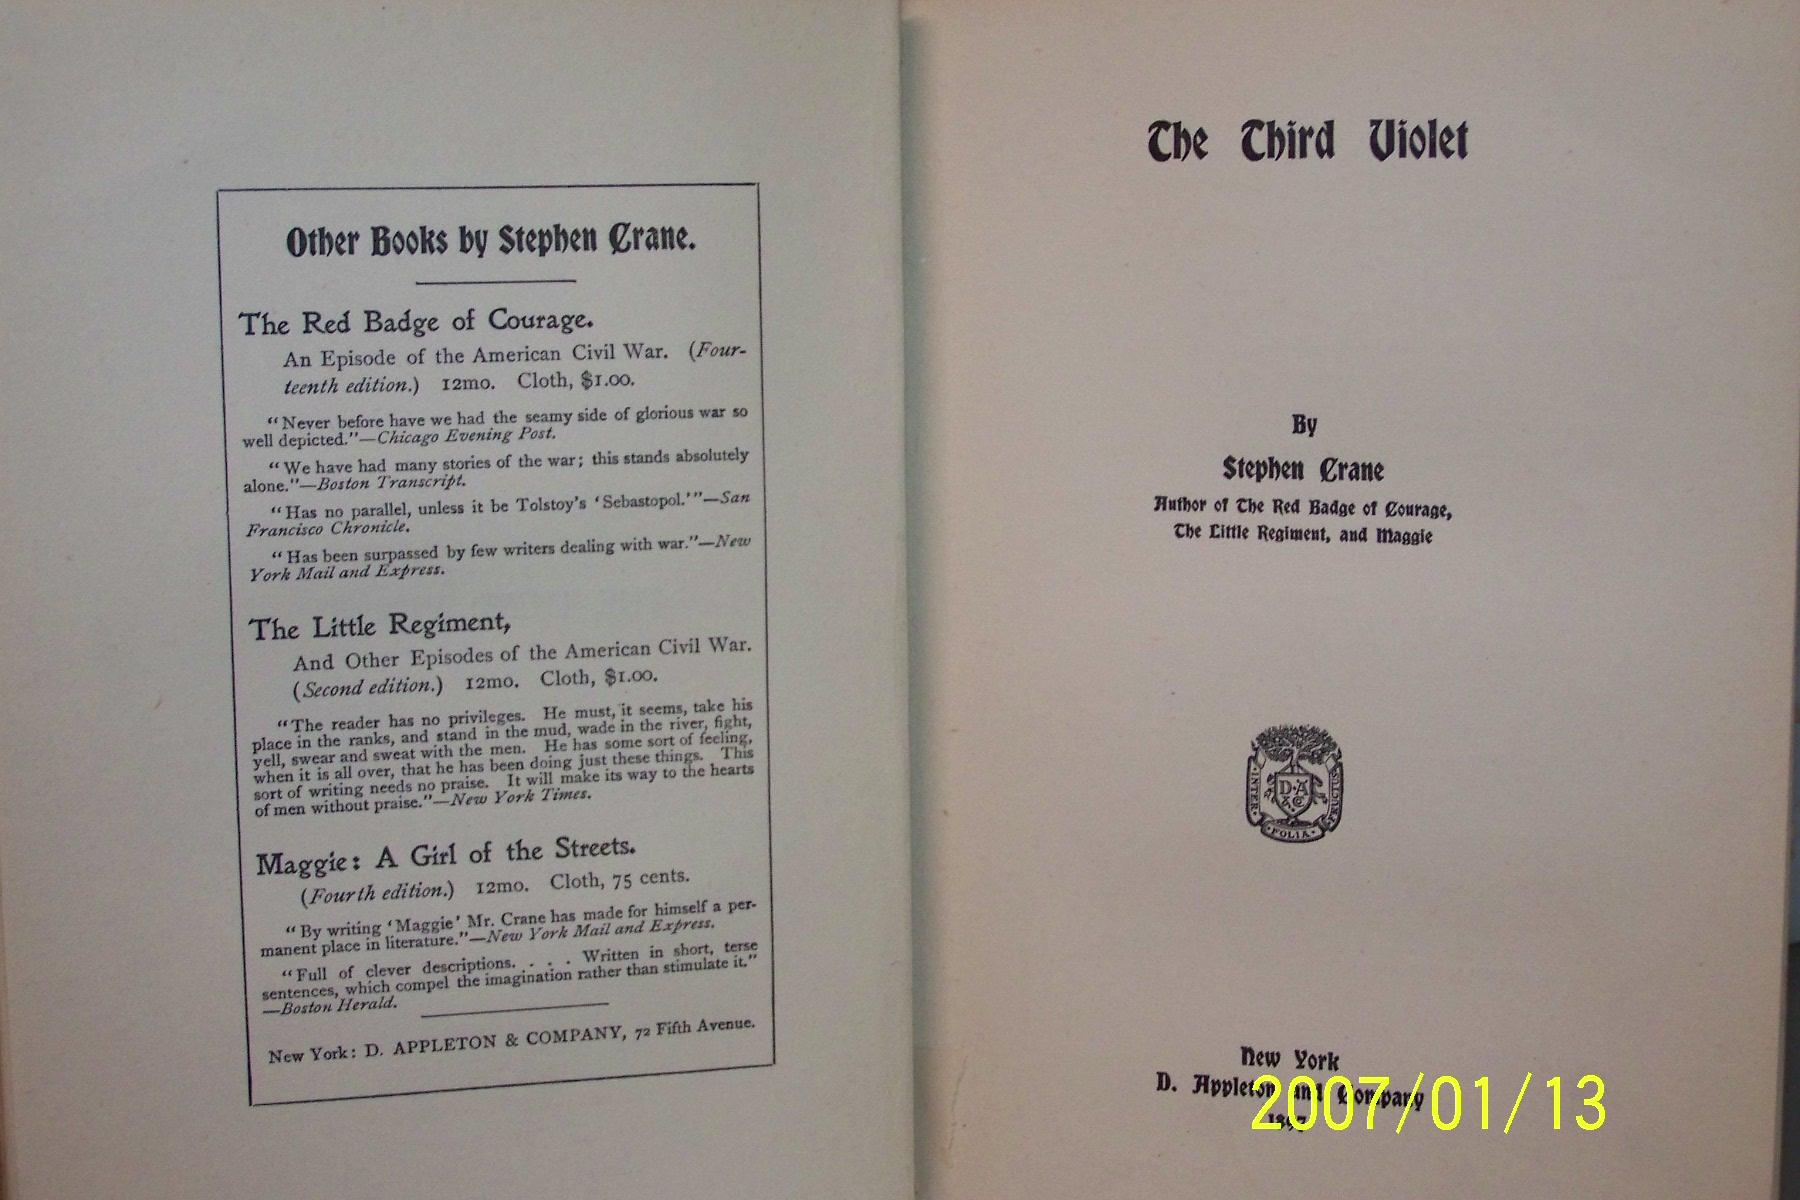 Other Books by Stephen Crane.
The Red Badge of Courage.
An Episode of the American Civil War. (Four-
teenth edition.) 12mo. Cloth, $1.00.
"Never before have we had the seamy side of glorious war so
well depicted."—Chicago Evening Post.
"We have had many stories of the war; this stands absolutely
alone."—Boston Transcript.
"Has no parallel, unless it be Tolstoy's 'Sebastopol.'"—San
Francisco Chronicle.
"Has been surpassed by few writers dealing with war."—New
York Mail and Express.
The Little Regiment,
And Other Episodes of the American Civil War.
(Second edition.) 12mo. Cloth, $1.00.
"The reader has no privileges. He must, it seems, take his
place in the ranks, and stand in the mud, wade in the river, fight,
yell, swear and sweat with the men. He has some sort of feeling,
when it is all over, that he has been doing just these things. This
sort of writing needs no praise. It will make its way to the hearts
of men without praise."—New York Times.
Maggie: A Girl of the Streets.
(Fourth edition.) 12mo. Cloth, 75 cents.
"By writing 'Maggie' Mr. Crane has made for himself a per-
manent place in literature."—New York Mail and Express.
"Full of clever descriptions. . . . Written in short, terse
sentences, which compel the imagination rather than stimulate it."
—Boston Herald.
New York: D. APPLETON & COMPANY, 72 Fifth Avenue.
The Third Violet
By
Stephen Crane
Author of The Red Badge of Courage,
The Little Regiment, and Maggie
INTER
FOLIA
FRUCTUS
D·A
& Co
New York
D. Appleton and Company
1897
2007/01/13